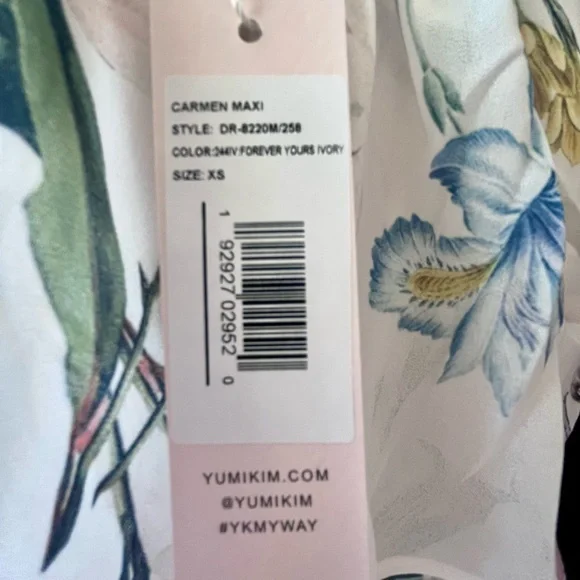 CARMEN MAXI
STYLE: DR-8220M/258
COLOR:244IV:FOREVER YOURS IVORY
SIZE: XS
1 92927 02952 0
YUMIKIM.COM
@YUMIKIM
#YKMYWAY